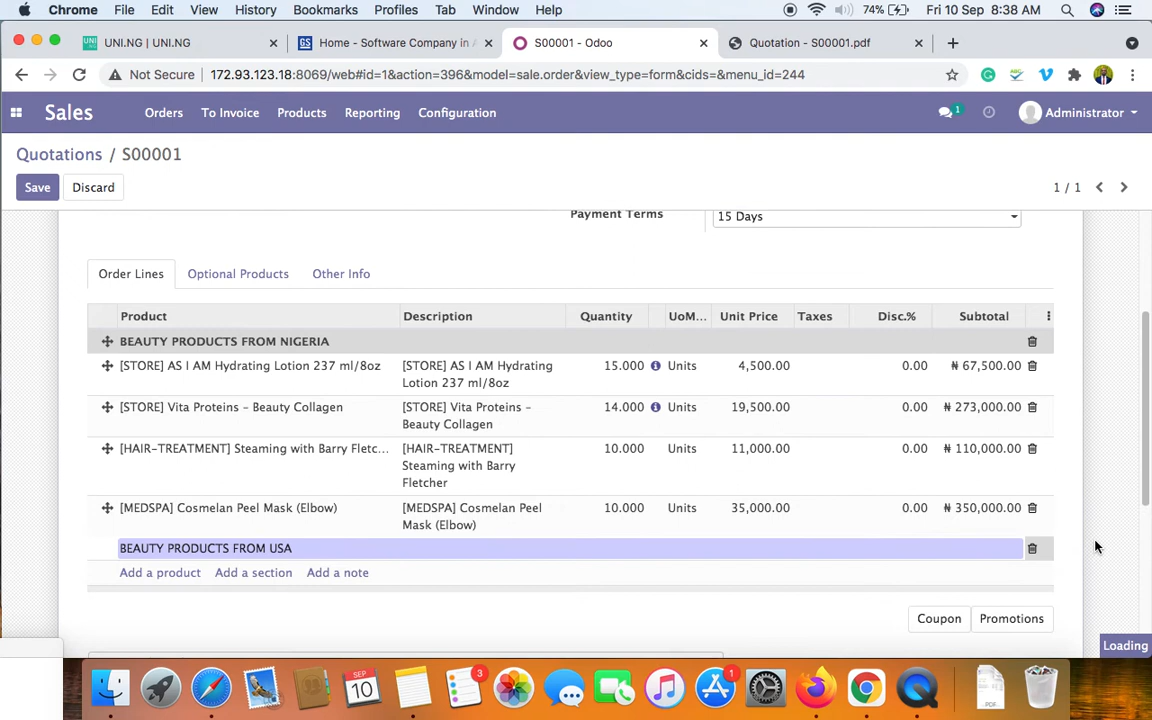 Chrome File Edit View History Bookmarks Profiles Tab Window Help 74% Fri 10 Sep 8:38 AM
UNI.NG | UNI.NG Home - Software Company in A S00001 - Odoo Quotation - S00001.pdf
Not Secure 172.93.123.18:8069/web#id=1&action=396&model=sale.order&view_type=form&cids=&menu_id=244
Sales Orders To Invoice Products Reporting Configuration 1 Administrator
Quotations / S00001
Save Discard 1 / 1
Payment Terms 15 Days
Order Lines Optional Products Other Info
Product Description Quantity UoM... Unit Price Taxes Disc.% Subtotal
BEAUTY PRODUCTS FROM NIGERIA
[STORE] AS I AM Hydrating Lotion 237 ml/8oz [STORE] AS I AM Hydrating 15.000 Units 4,500.00 0.00 ₦ 67,500.00
Lotion 237 ml/8oz
[STORE] Vita Proteins – Beauty Collagen [STORE] Vita Proteins – 14.000 Units 19,500.00 0.00 ₦ 273,000.00
Beauty Collagen
[HAIR-TREATMENT] Steaming with Barry Fletc... [HAIR-TREATMENT] 10.000 Units 11,000.00 0.00 ₦ 110,000.00
Steaming with Barry
Fletcher
[MEDSPA] Cosmelan Peel Mask (Elbow) [MEDSPA] Cosmelan Peel 10.000 Units 35,000.00 0.00 ₦ 350,000.00
Mask (Elbow)
BEAUTY PRODUCTS FROM USA
Add a product Add a section Add a note
Coupon Promotions
Loading
SEP
10
3
1
PDF